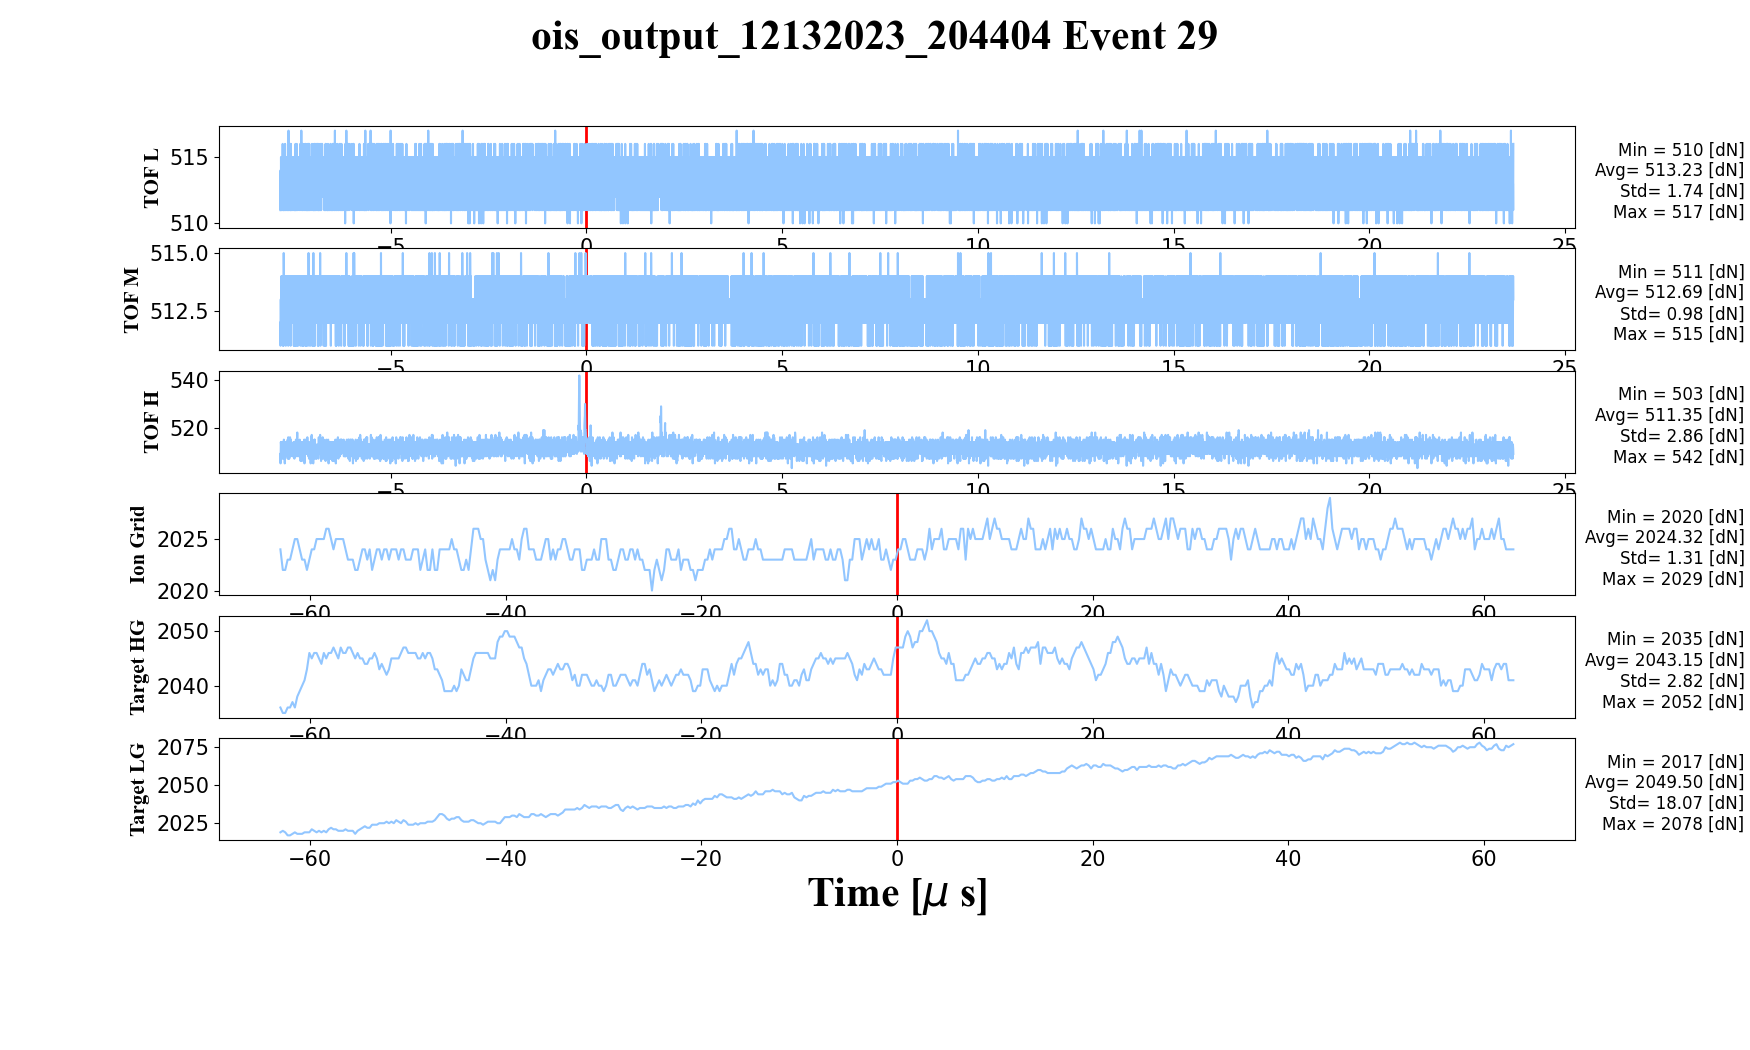 ois_output_12132023_204404 Event 29
TOF L
515
510
−5 0 5 10 15 20 25
Min = 510 [dN]
Avg= 513.23 [dN]
Std= 1.74 [dN]
Max = 517 [dN]
TOF M
515.0
512.5
−5 0 5 10 15 20 25
Min = 511 [dN]
Avg= 512.69 [dN]
Std= 0.98 [dN]
Max = 515 [dN]
TOF H
540
520
−5 0 5 10 15 20 25
Min = 503 [dN]
Avg= 511.35 [dN]
Std= 2.86 [dN]
Max = 542 [dN]
Ion Grid
2025
2020
−60 −40 −20 0 20 40 60
Min = 2020 [dN]
Avg= 2024.32 [dN]
Std= 1.31 [dN]
Max = 2029 [dN]
Target HG
2050
2040
−60 −40 −20 0 20 40 60
Min = 2035 [dN]
Avg= 2043.15 [dN]
Std= 2.82 [dN]
Max = 2052 [dN]
Target LG
2075
2050
2025
−60 −40 −20 0 20 40 60
Min = 2017 [dN]
Avg= 2049.50 [dN]
Std= 18.07 [dN]
Max = 2078 [dN]
Time [μ s]